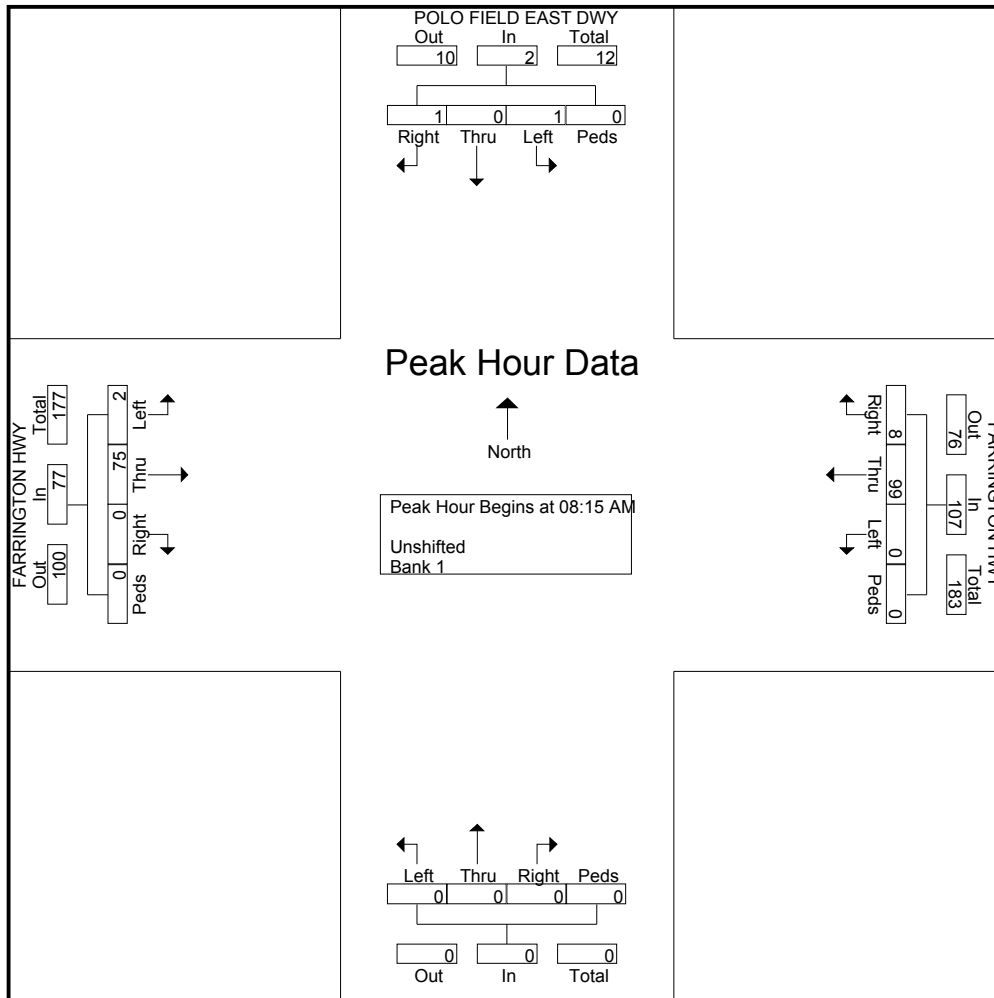 POLO FIELD EAST DWY
Out In Total
10 2 12
1 0 1 0
Right Thru Left Peds
Peak Hour Data
North
Peak Hour Begins at 08:15 AM
Unshifted
Bank 1
FARRINGTON HWY
Total In Out
177 77 100
2 75 0 0
Left Thru Right Peds
Right Thru Left Peds
8 99 0 0
Out In Total
76 107 183
FARRINGTON HWY
Left Thru Right Peds
0 0 0 0
0 0 0
Out In Total